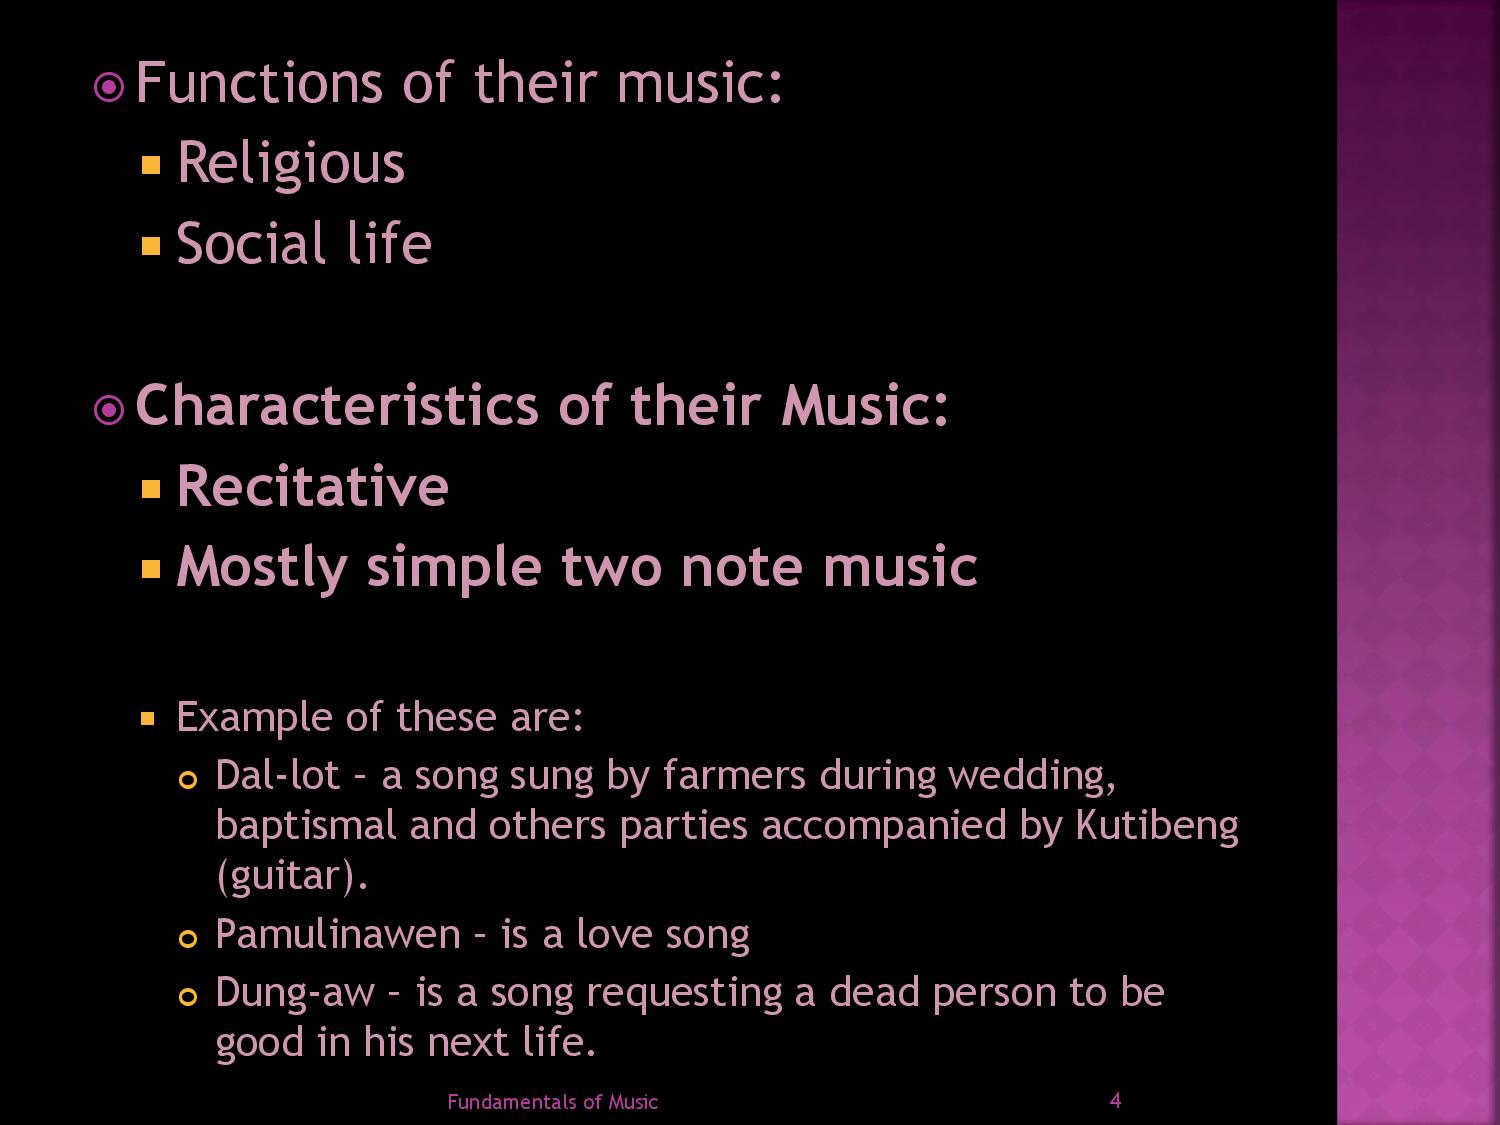 Functions of their music:
Religious
Social life
Characteristics of their Music:
Recitative
Mostly simple two note music
Example of these are:
Dal-lot – a song sung by farmers during wedding,
baptismal and others parties accompanied by Kutibeng
(guitar).
Pamulinawen – is a love song
Dung-aw – is a song requesting a dead person to be
good in his next life.
Fundamentals of Music
4